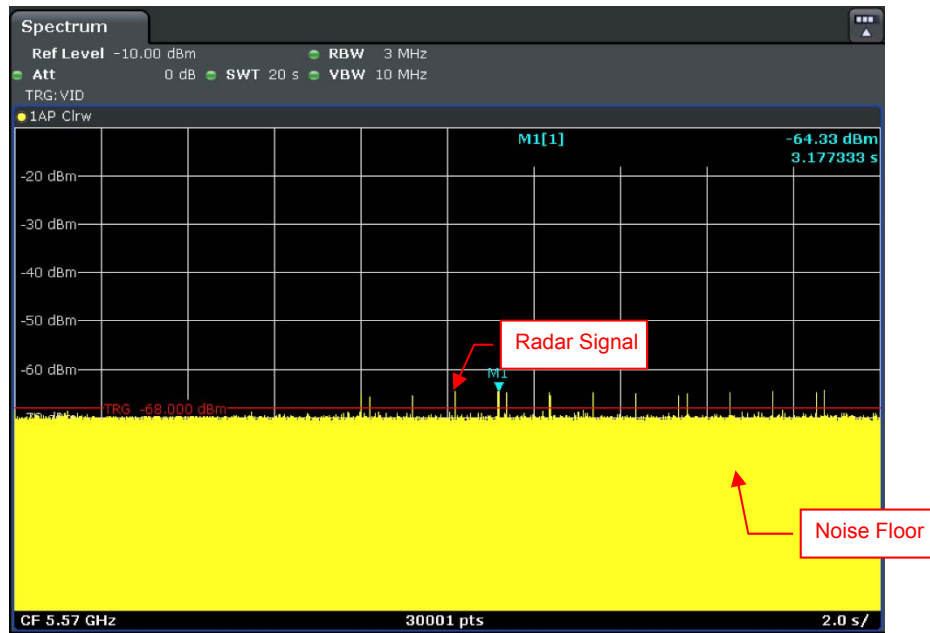 Spectrum
Ref Level -10.00 dBm RBW 3 MHz
Att 0 dB SWT 20 s VBW 10 MHz
TRG:VID
1AP Clrw
M1[1] -64.33 dBm
3.177333 s
-20 dBm
-30 dBm
-40 dBm
-50 dBm
Radar Signal
-60 dBm
M1
TRG -68.000 dBm
Noise Floor
CF 5.57 GHz 30001 pts 2.0 s/